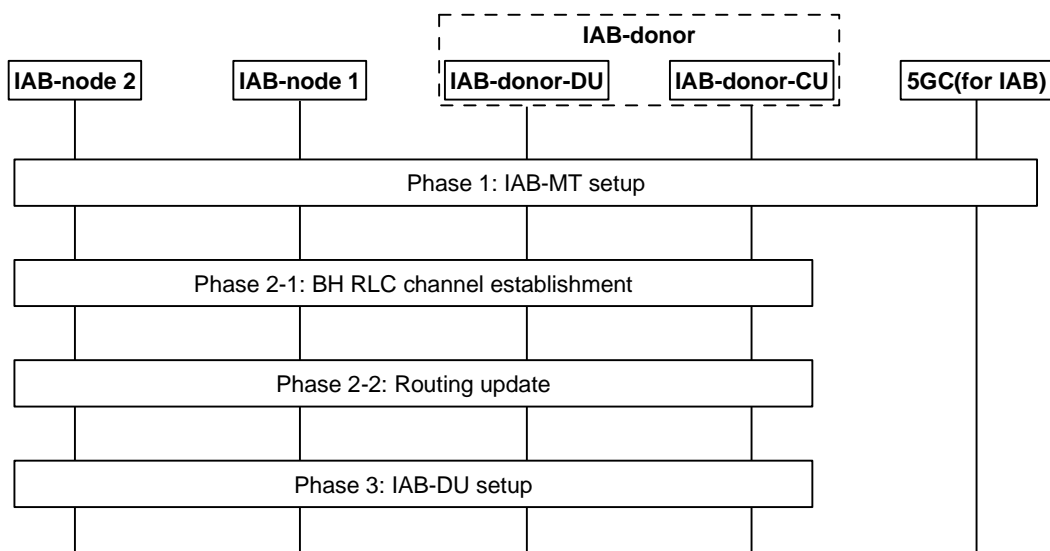 IAB-donor
IAB-node 2
IAB-node 1
IAB-donor-DU
IAB-donor-CU
5GC(for IAB)
Phase 1: IAB-MT setup
Phase 2-1: BH RLC channel establishment
Phase 2-2: Routing update
Phase 3: IAB-DU setup